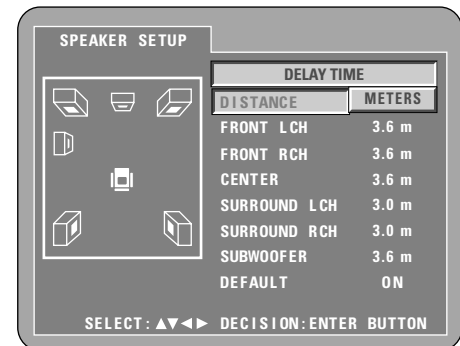 SPEAKER SETUP
DELAY TIME
DISTANCE METERS
FRONT LCH 3.6 m
FRONT RCH 3.6 m
CENTER 3.6 m
SURROUND LCH 3.0 m
SURROUND RCH 3.0 m
SUBWOOFER 3.6 m
DEFAULT ON
SELECT:▲▼◀▶ DECISION:ENTER BUTTON